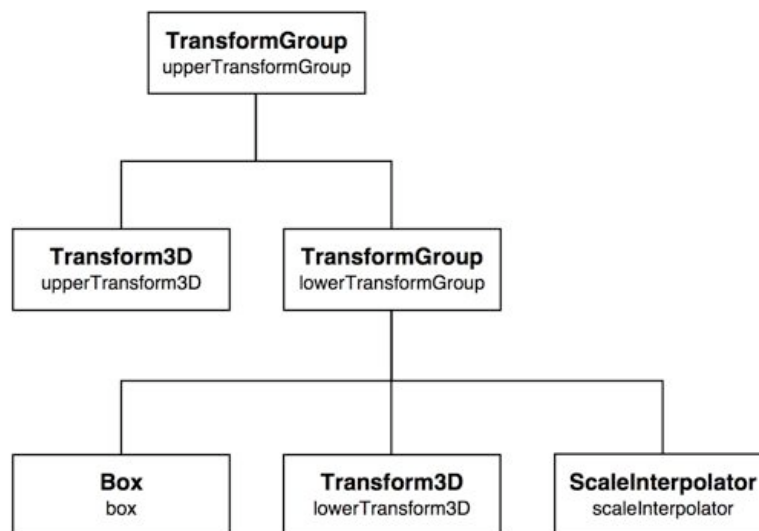 TransformGroup
upperTransformGroup
Transform3D
upperTransform3D
TransformGroup
lowerTransformGroup
Box
box
Transform3D
lowerTransform3D
ScaleInterpolator
scaleInterpolator